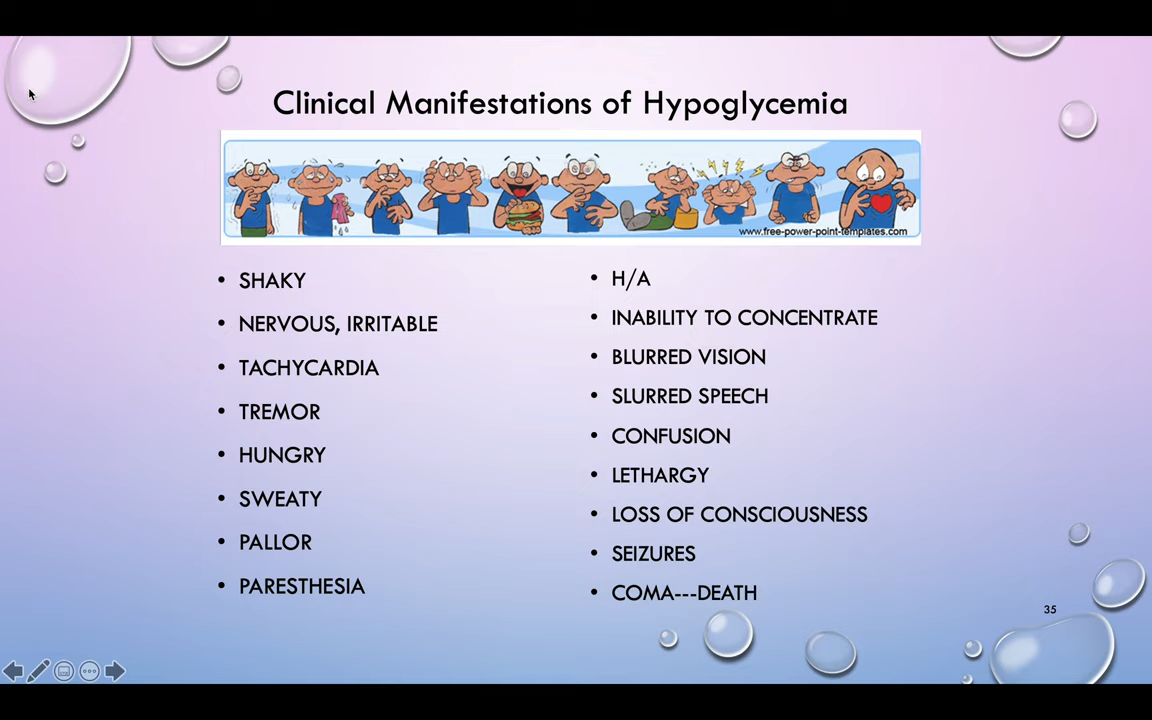 Clinical Manifestations of Hypoglycemia
www.free-power-point-templates.com
• SHAKY
• NERVOUS, IRRITABLE
• TACHYCARDIA
• TREMOR
• HUNGRY
• SWEATY
• PALLOR
• PARESTHESIA
• H/A
• INABILITY TO CONCENTRATE
• BLURRED VISION
• SLURRED SPEECH
• CONFUSION
• LETHARGY
• LOSS OF CONSCIOUSNESS
• SEIZURES
• COMA---DEATH
35